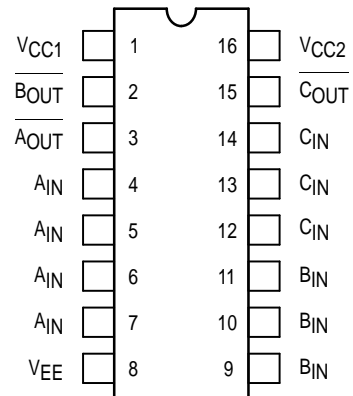 VCC1 1 16 VCC2
BOUT 2 15 COUT
AOUT 3 14 CIN
AIN 4 13 CIN
AIN 5 12 CIN
AIN 6 11 BIN
AIN 7 10 BIN
VEE 8 9 BIN